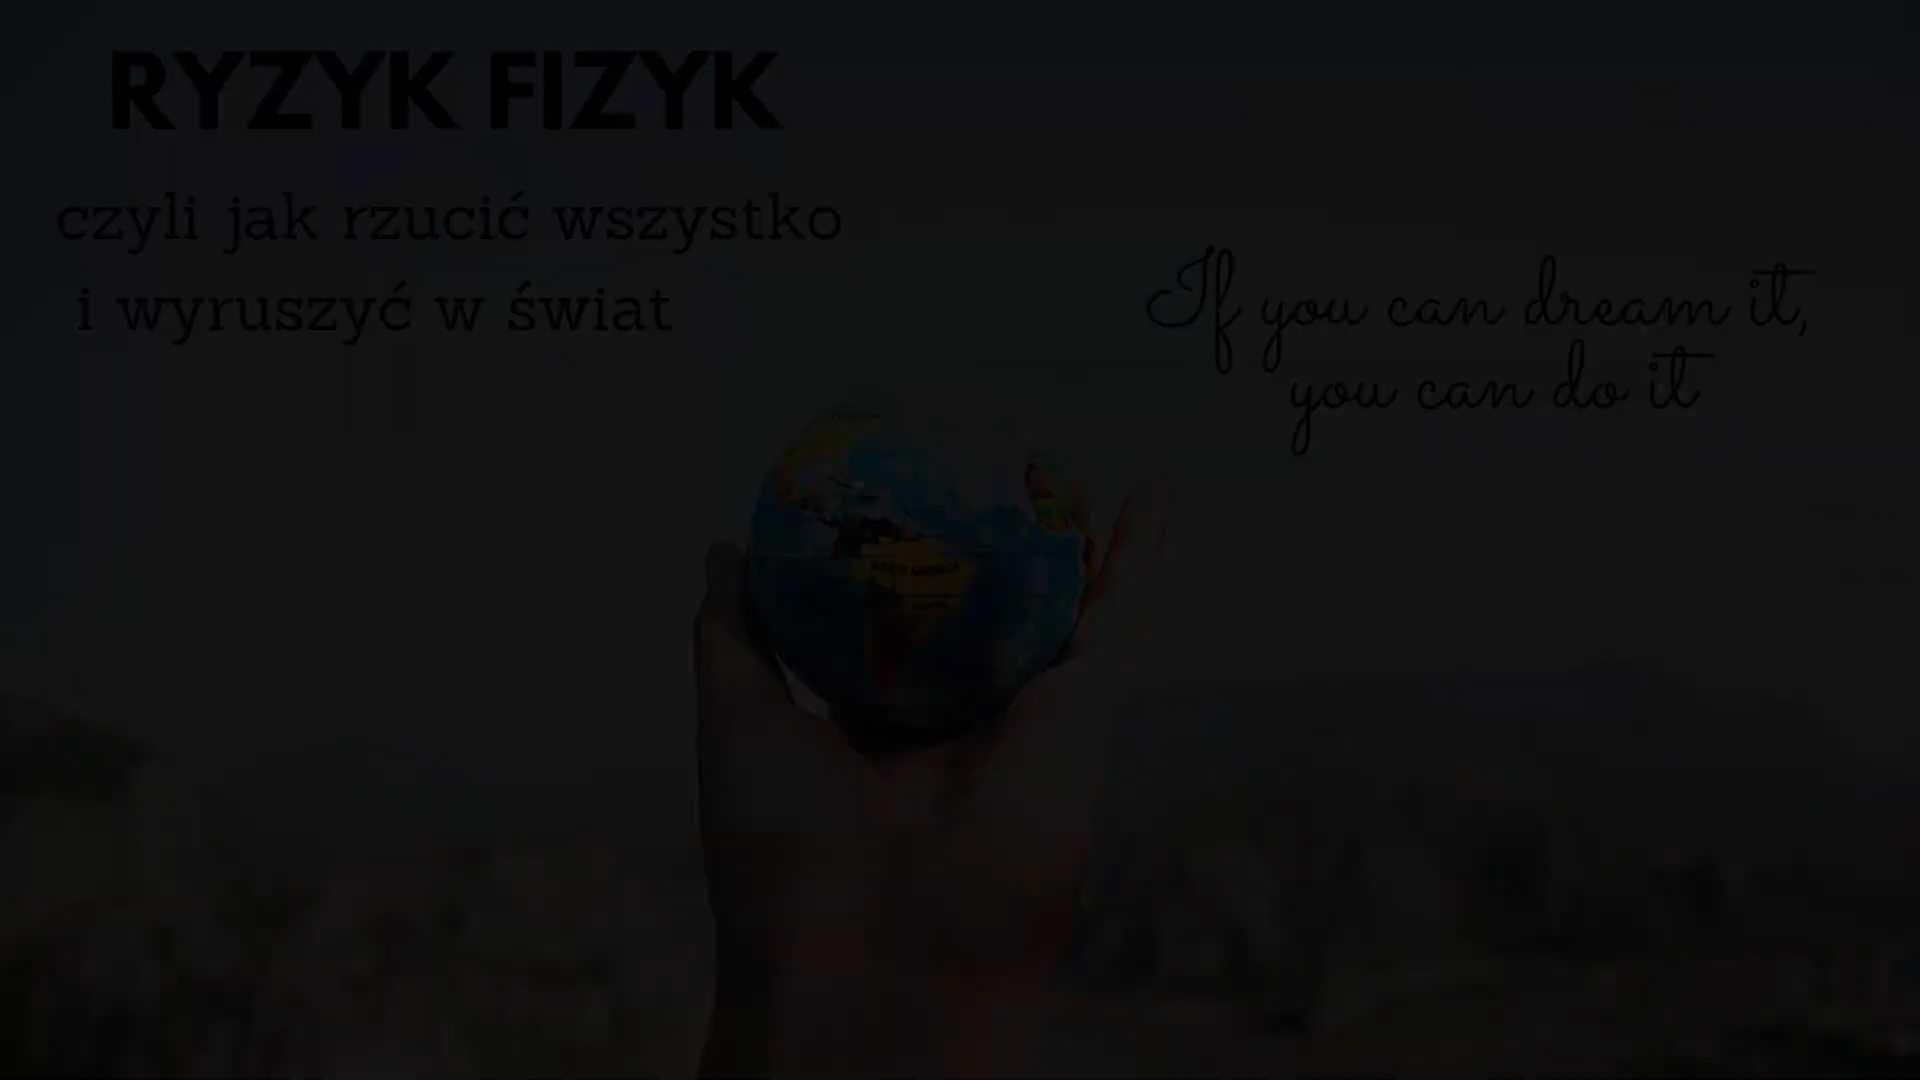 RYZYK FIZYK
czyli jak rzucić wszystko
i wyruszyć w świat
If you can dream it,
you can do it